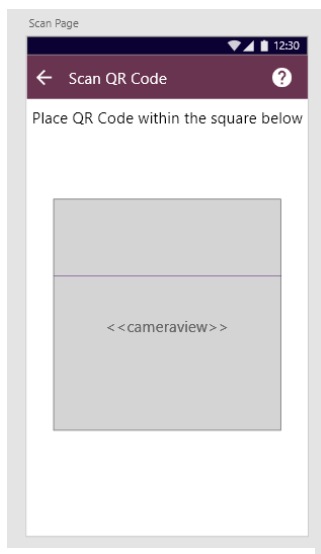 Scan Page
12:30
Scan QR Code
?
Place QR Code within the square below
<<cameraview>>